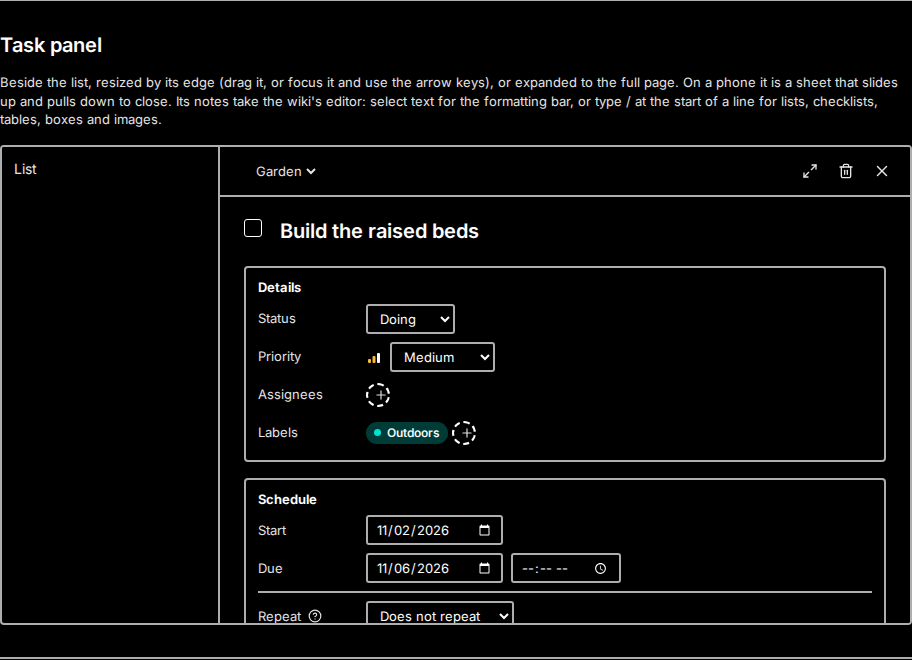 Task panel
Beside the list, resized by its edge (drag it, or focus it and use the arrow keys), or expanded to the full page. On a phone it is a sheet that slides
up and pulls down to close. Its notes take the wiki's editor: select text for the formatting bar, or type / at the start of a line for lists, checklists,
tables, boxes and images.
List
Garden
Build the raised beds
Details
Status
Doing
Priority
Medium
Assignees
Labels
Outdoors
Schedule
Start
11/02/2026
Due
11/06/2026
--:-- --
Repeat
Does not repeat